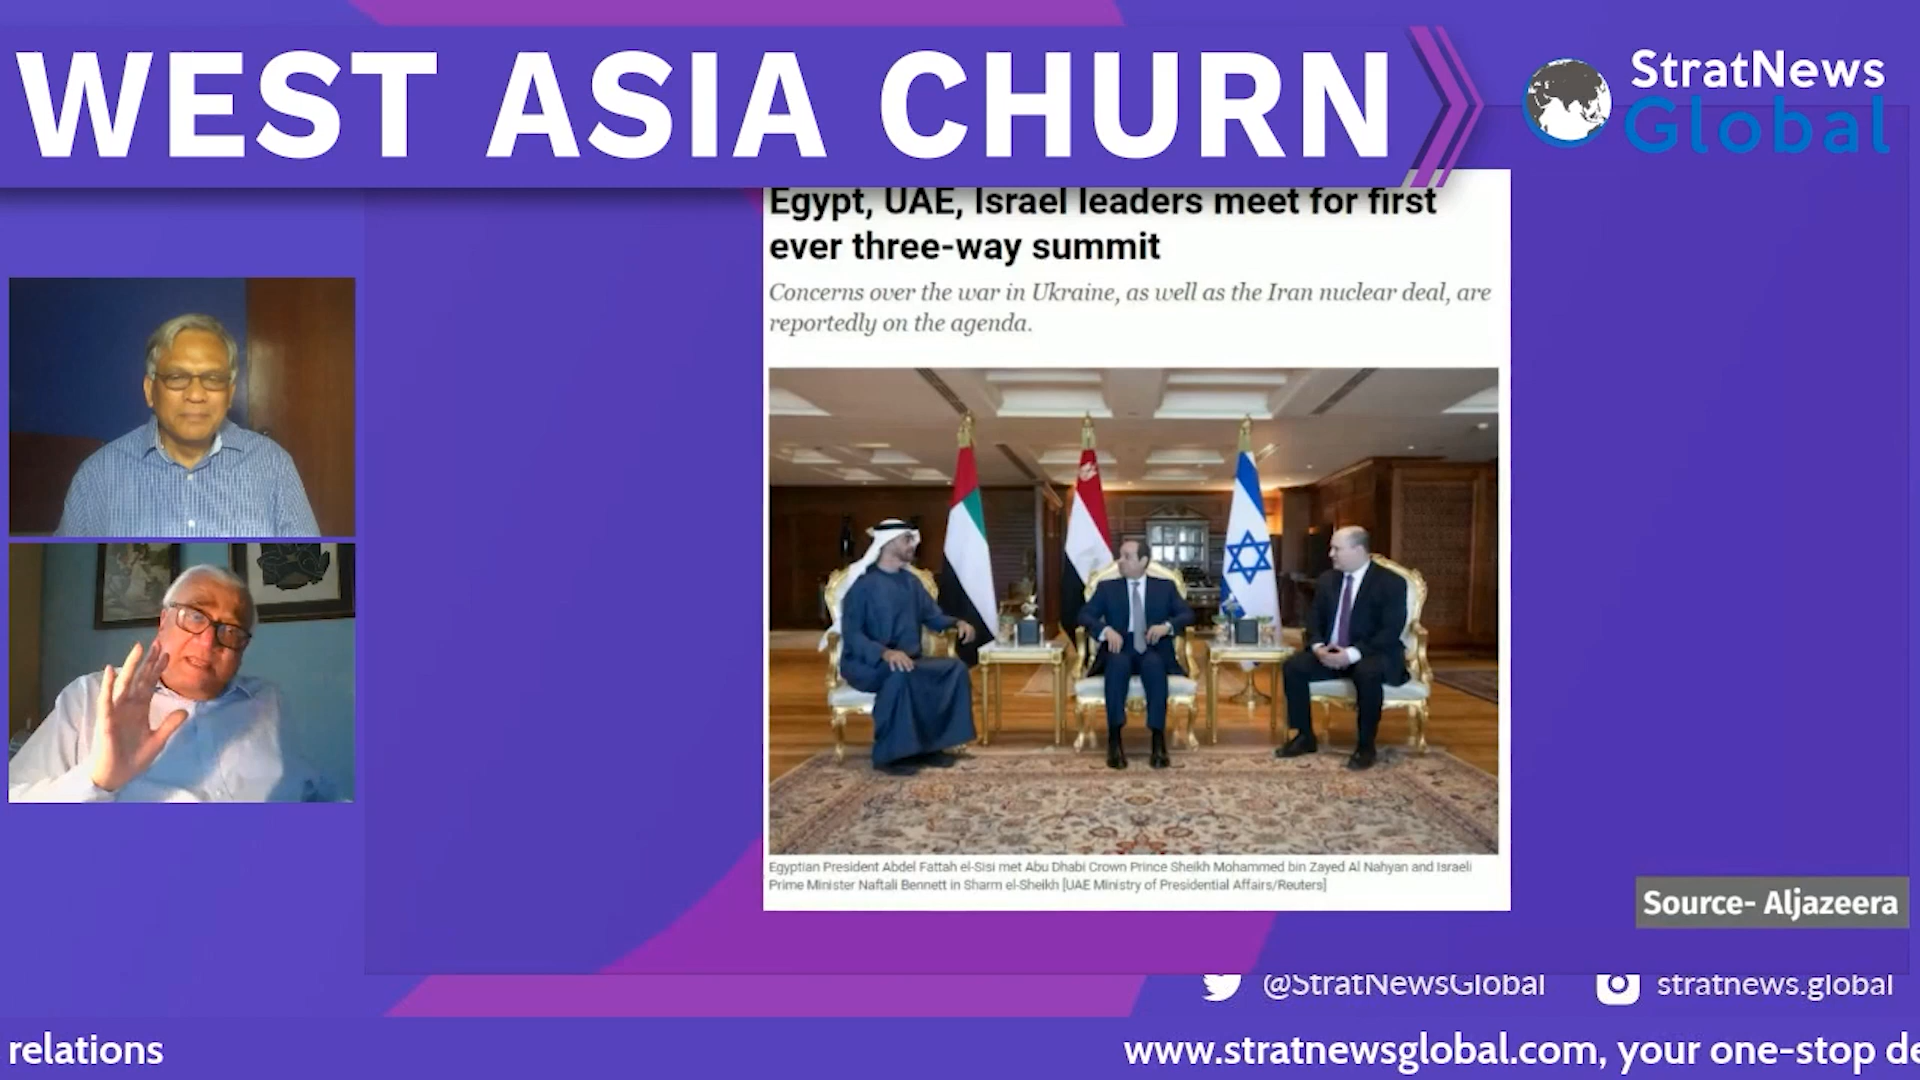 WEST ASIA CHURN
StratNews
Global
Egypt, UAE, Israel leaders meet for first
ever three-way summit
Concerns over the war in Ukraine, as well as the Iran nuclear deal, are
reportedly on the agenda.
Egyptian President Abdel Fattah el-Sisi met Abu Dhabi Crown Prince Sheikh Mohammed bin Zayed Al Nahyan and Israeli
Prime Minister Naftali Bennett in Sharm el-Sheikh [UAE Ministry of Presidential Affairs/Reuters]
Source- Aljazeera
@StratNewsGlobal
stratnews.global
relations
www.stratnewsglobal.com, your one-stop de